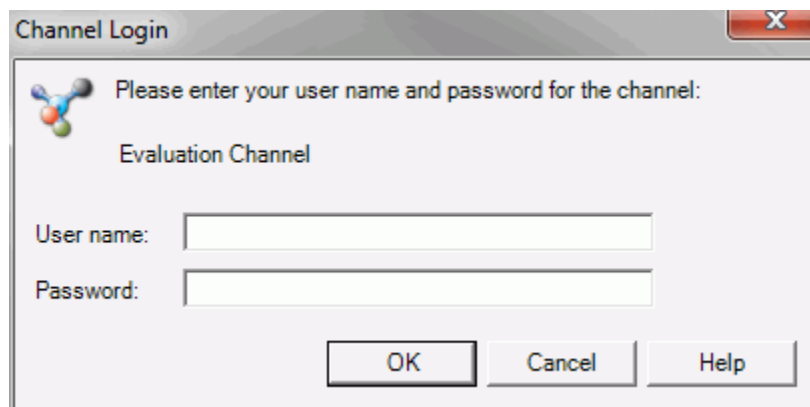 Channel Login
Please enter your user name and password for the channel:
Evaluation Channel
User name:
Password:
OK Cancel Help